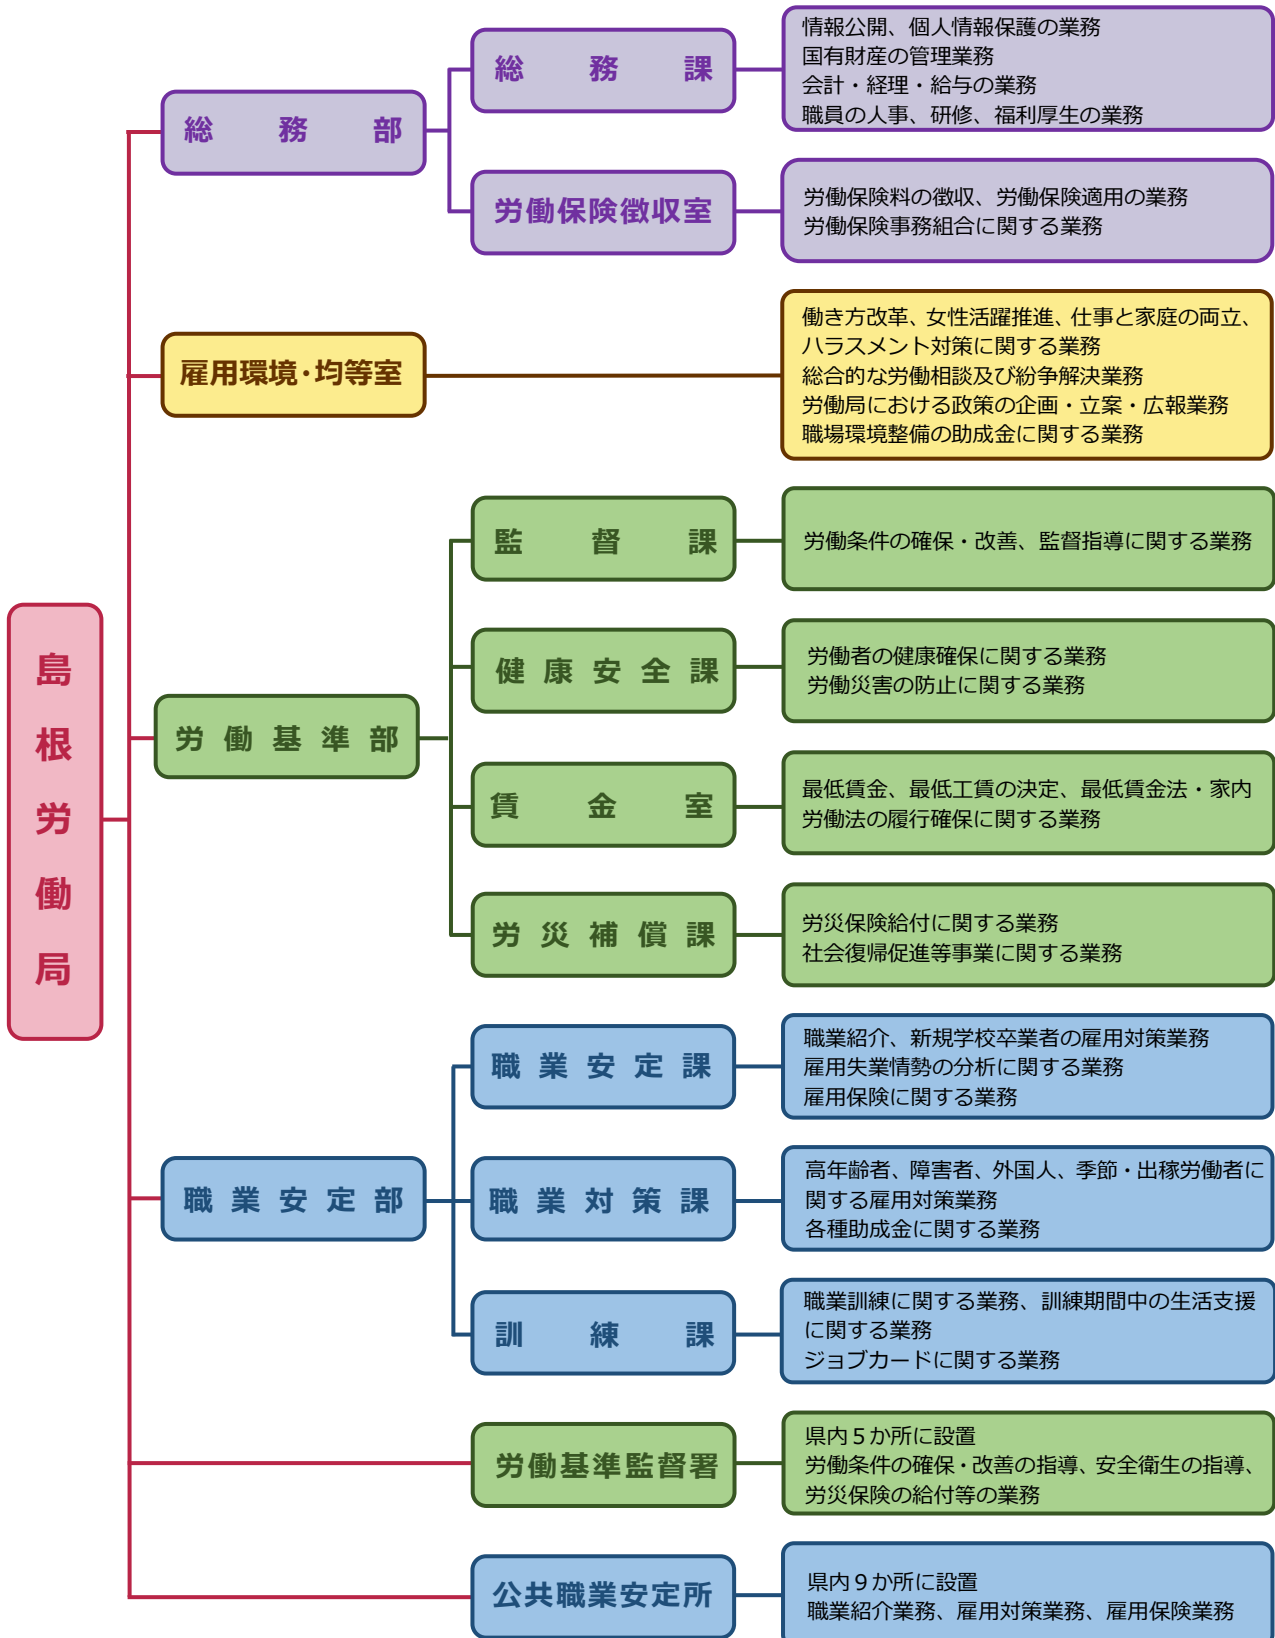 島根労働局
総務部
総務課
情報公開、個人情報保護の業務
国有財産の管理業務
会計・経理・給与の業務
職員の人事、研修、福利厚生の業務
労働保険徴収室
労働保険料の徴収、労働保険適用の業務
労働保険事務組合に関する業務
雇用環境・均等室
働き方改革、女性活躍推進、仕事と家庭の両立、
ハラスメント対策に関する業務
総合的な労働相談及び紛争解決業務
労働局における政策の企画・立案・広報業務
職場環境整備の助成金に関する業務
労働基準部
監督課
労働条件の確保・改善、監督指導に関する業務
健康安全課
労働者の健康確保に関する業務
労働災害の防止に関する業務
賃金室
最低賃金、最低工賃の決定、最低賃金法・家内
労働法の履行確保に関する業務
労災補償課
労災保険給付に関する業務
社会復帰促進等事業に関する業務
職業安定部
職業安定課
職業紹介、新規学校卒業者の雇用対策業務
雇用失業情勢の分析に関する業務
雇用保険に関する業務
職業対策課
高年齢者、障害者、外国人、季節・出稼労働者に
関する雇用対策業務
各種助成金に関する業務
訓練課
職業訓練に関する業務、訓練期間中の生活支援
に関する業務
ジョブカードに関する業務
労働基準監督署
県内５か所に設置
労働条件の確保・改善の指導、安全衛生の指導、
労災保険の給付等の業務
公共職業安定所
県内９か所に設置
職業紹介業務、雇用対策業務、雇用保険業務